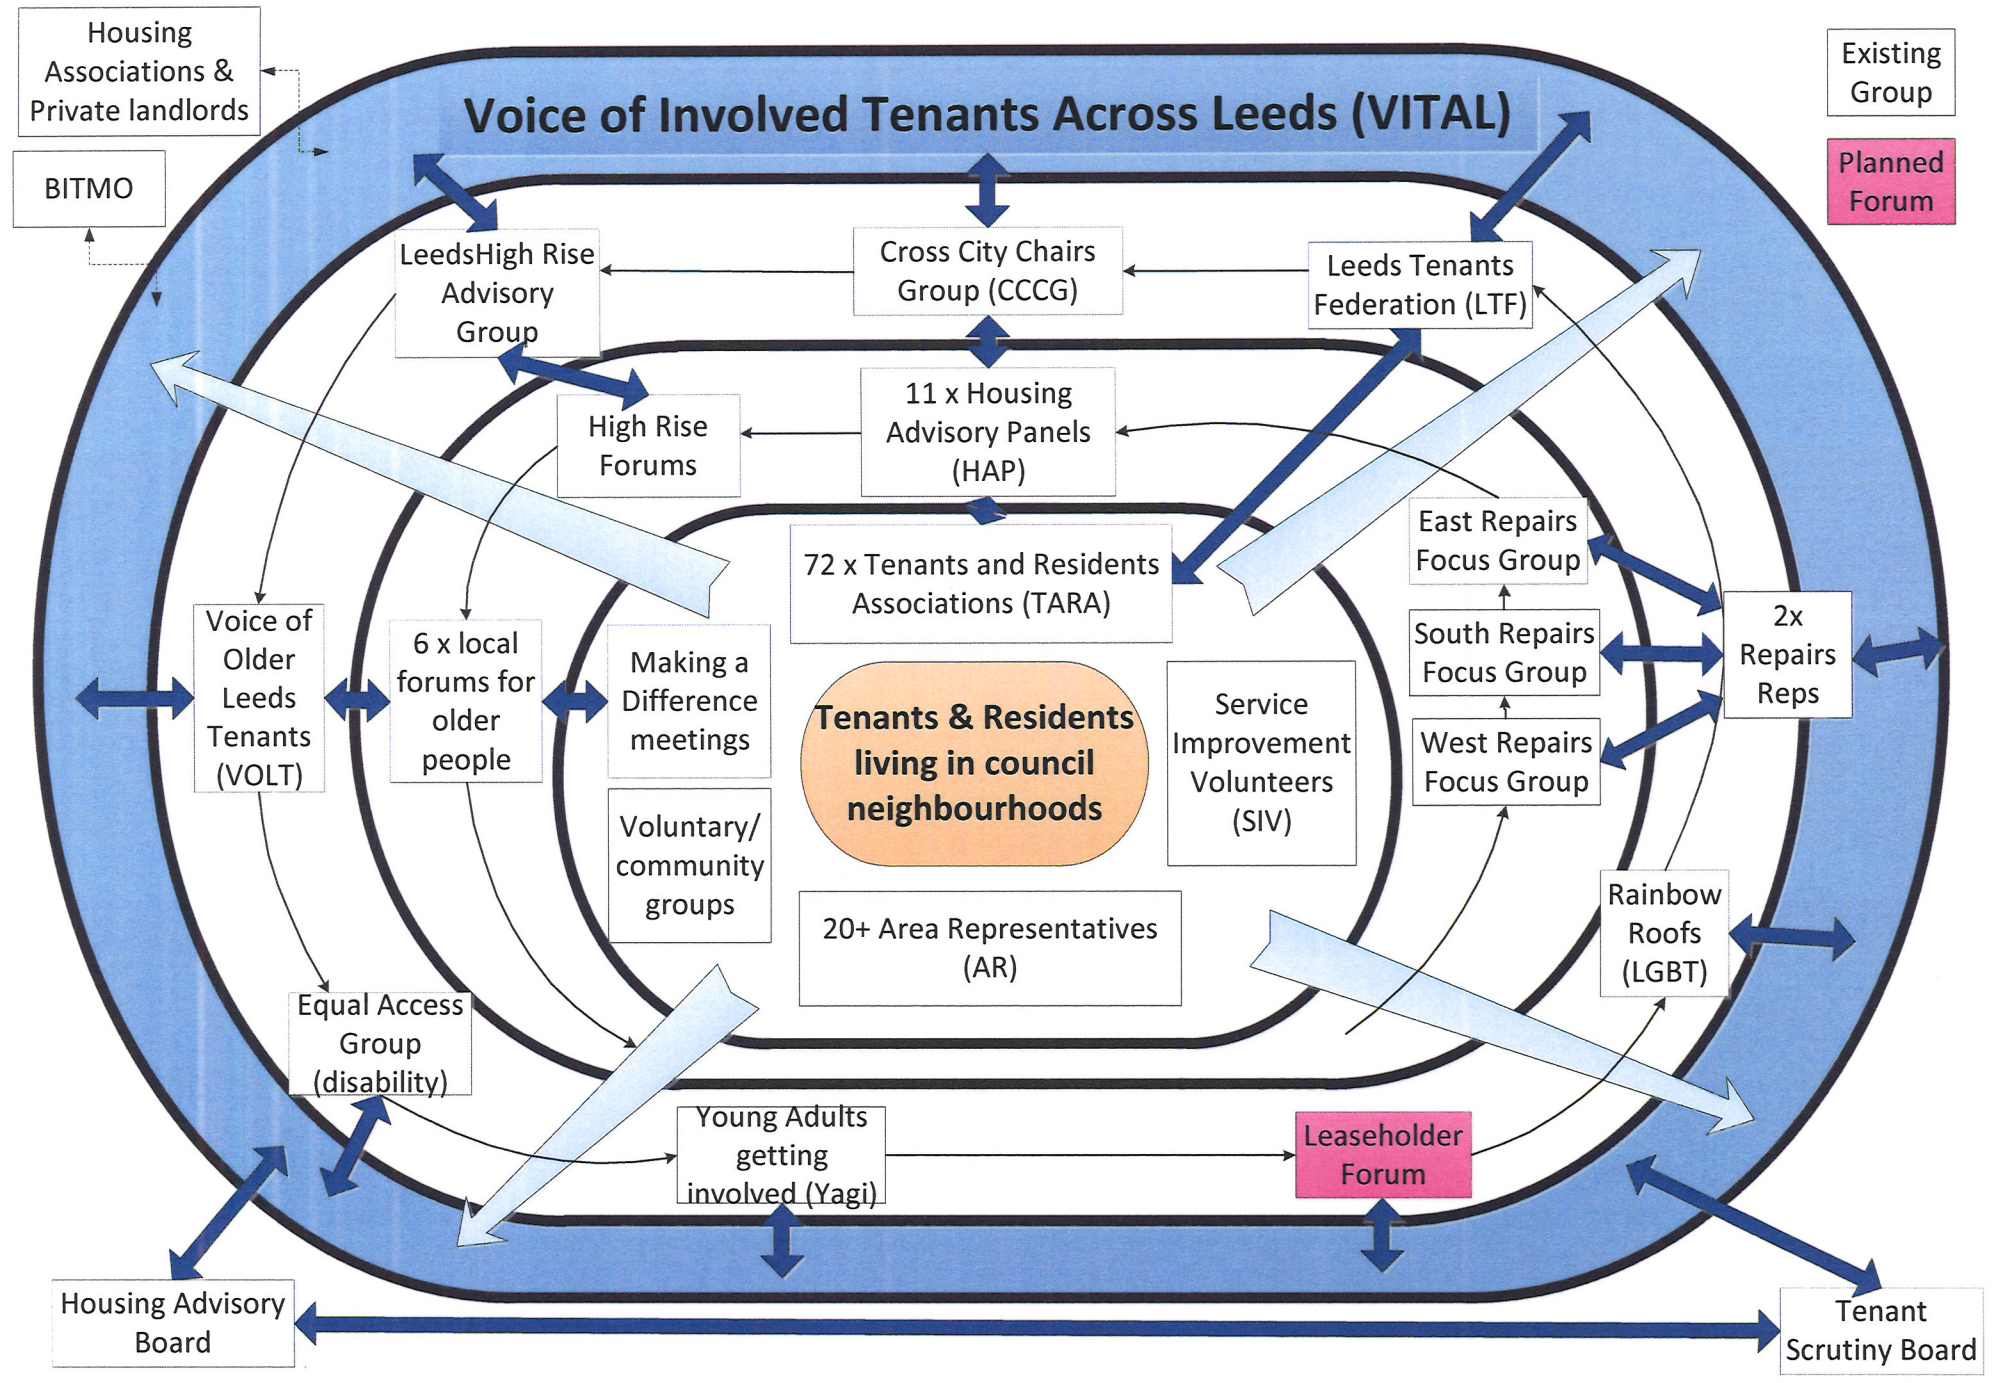 Housing
Associations &
Private landlords
BITMO
Existing
Group
Planned
Forum
Voice of Involved Tenants Across Leeds (VITAL)
LeedsHigh Rise
Advisory
Group
Cross City Chairs
Group (CCCG)
Leeds Tenants
Federation (LTF)
High Rise
Forums
11 x Housing
Advisory Panels
(HAP)
72 x Tenants and Residents
Associations (TARA)
East Repairs
Focus Group
South Repairs
Focus Group
West Repairs
Focus Group
2x
Repairs
Reps
Voice of
Older
Leeds
Tenants
(VOLT)
6 x local
forums for
older
people
Making a
Difference
meetings
Voluntary/
community
groups
Tenants & Residents
living in council
neighbourhoods
Service
Improvement
Volunteers
(SIV)
20+ Area Representatives
(AR)
Rainbow
Roofs
(LGBT)
Equal Access
Group
(disability)
Young Adults
getting
involved (Yagi)
Leaseholder
Forum
Housing Advisory
Board
Tenant
Scrutiny Board